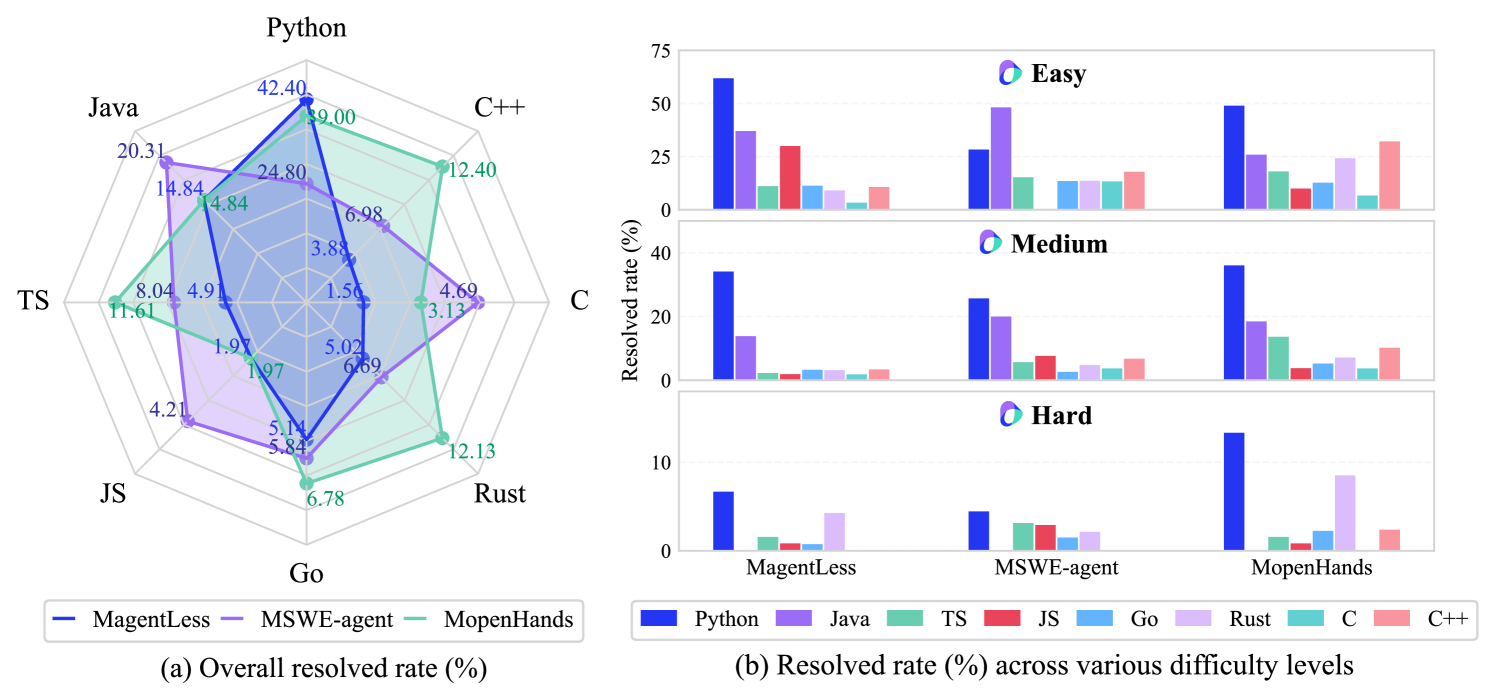 Python
42.40
39.00
24.80
C++
12.40
6.98
3.88
Java
20.31
14.84
14.84
TS
8.04
4.91
11.61
1.56
4.69
3.13
C
1.97
1.97
5.02
6.69
4.21
5.14
5.84
6.78
12.13
JS
Rust
Go
MagentLess MSWE-agent MopenHands
(a) Overall resolved rate (%)
Resolved rate (%)
75
50
25
0
Easy
40
20
0
Medium
10
0
Hard
MagentLess MSWE-agent MopenHands
Python Java TS JS Go Rust C C++
(b) Resolved rate (%) across various difficulty levels